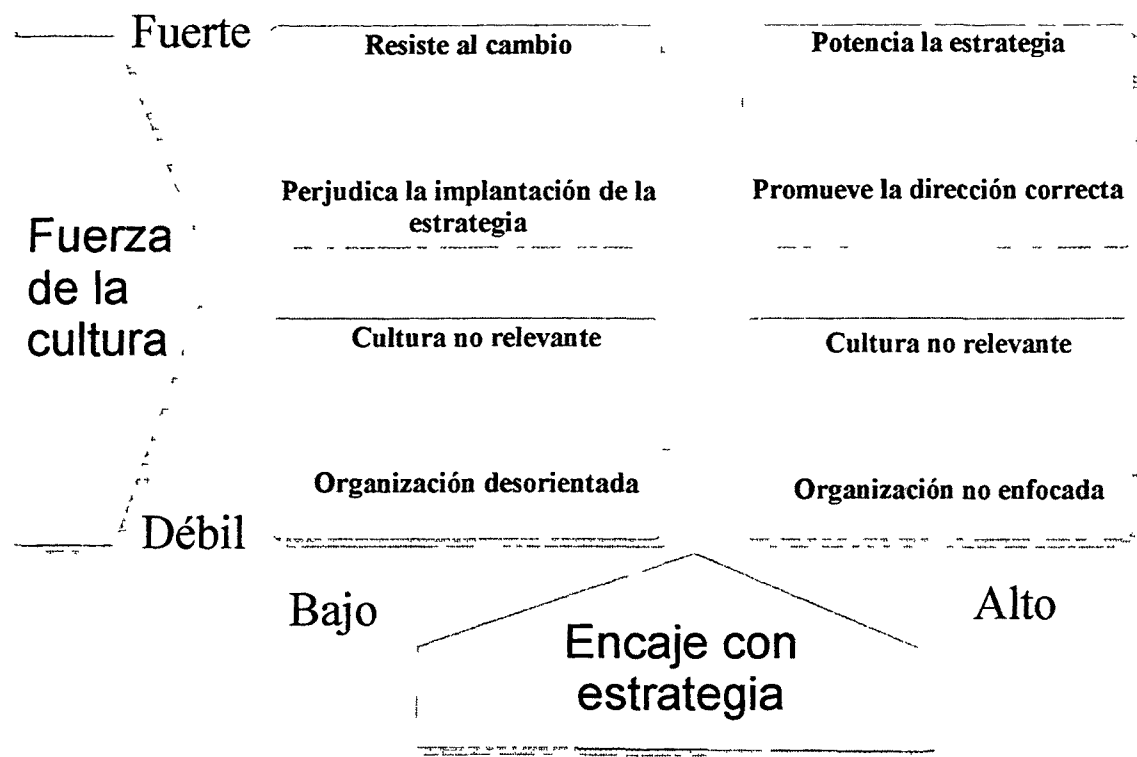 Fuerte
Resiste al cambio
Potencia la estrategia
Perjudica la implantación de la
estrategia
Promueve la dirección correcta
Fuerza
de la
cultura
Cultura no relevante
Cultura no relevante
Organización desorientada
Organización no enfocada
Débil
Bajo
Alto
Encaje con
estrategia